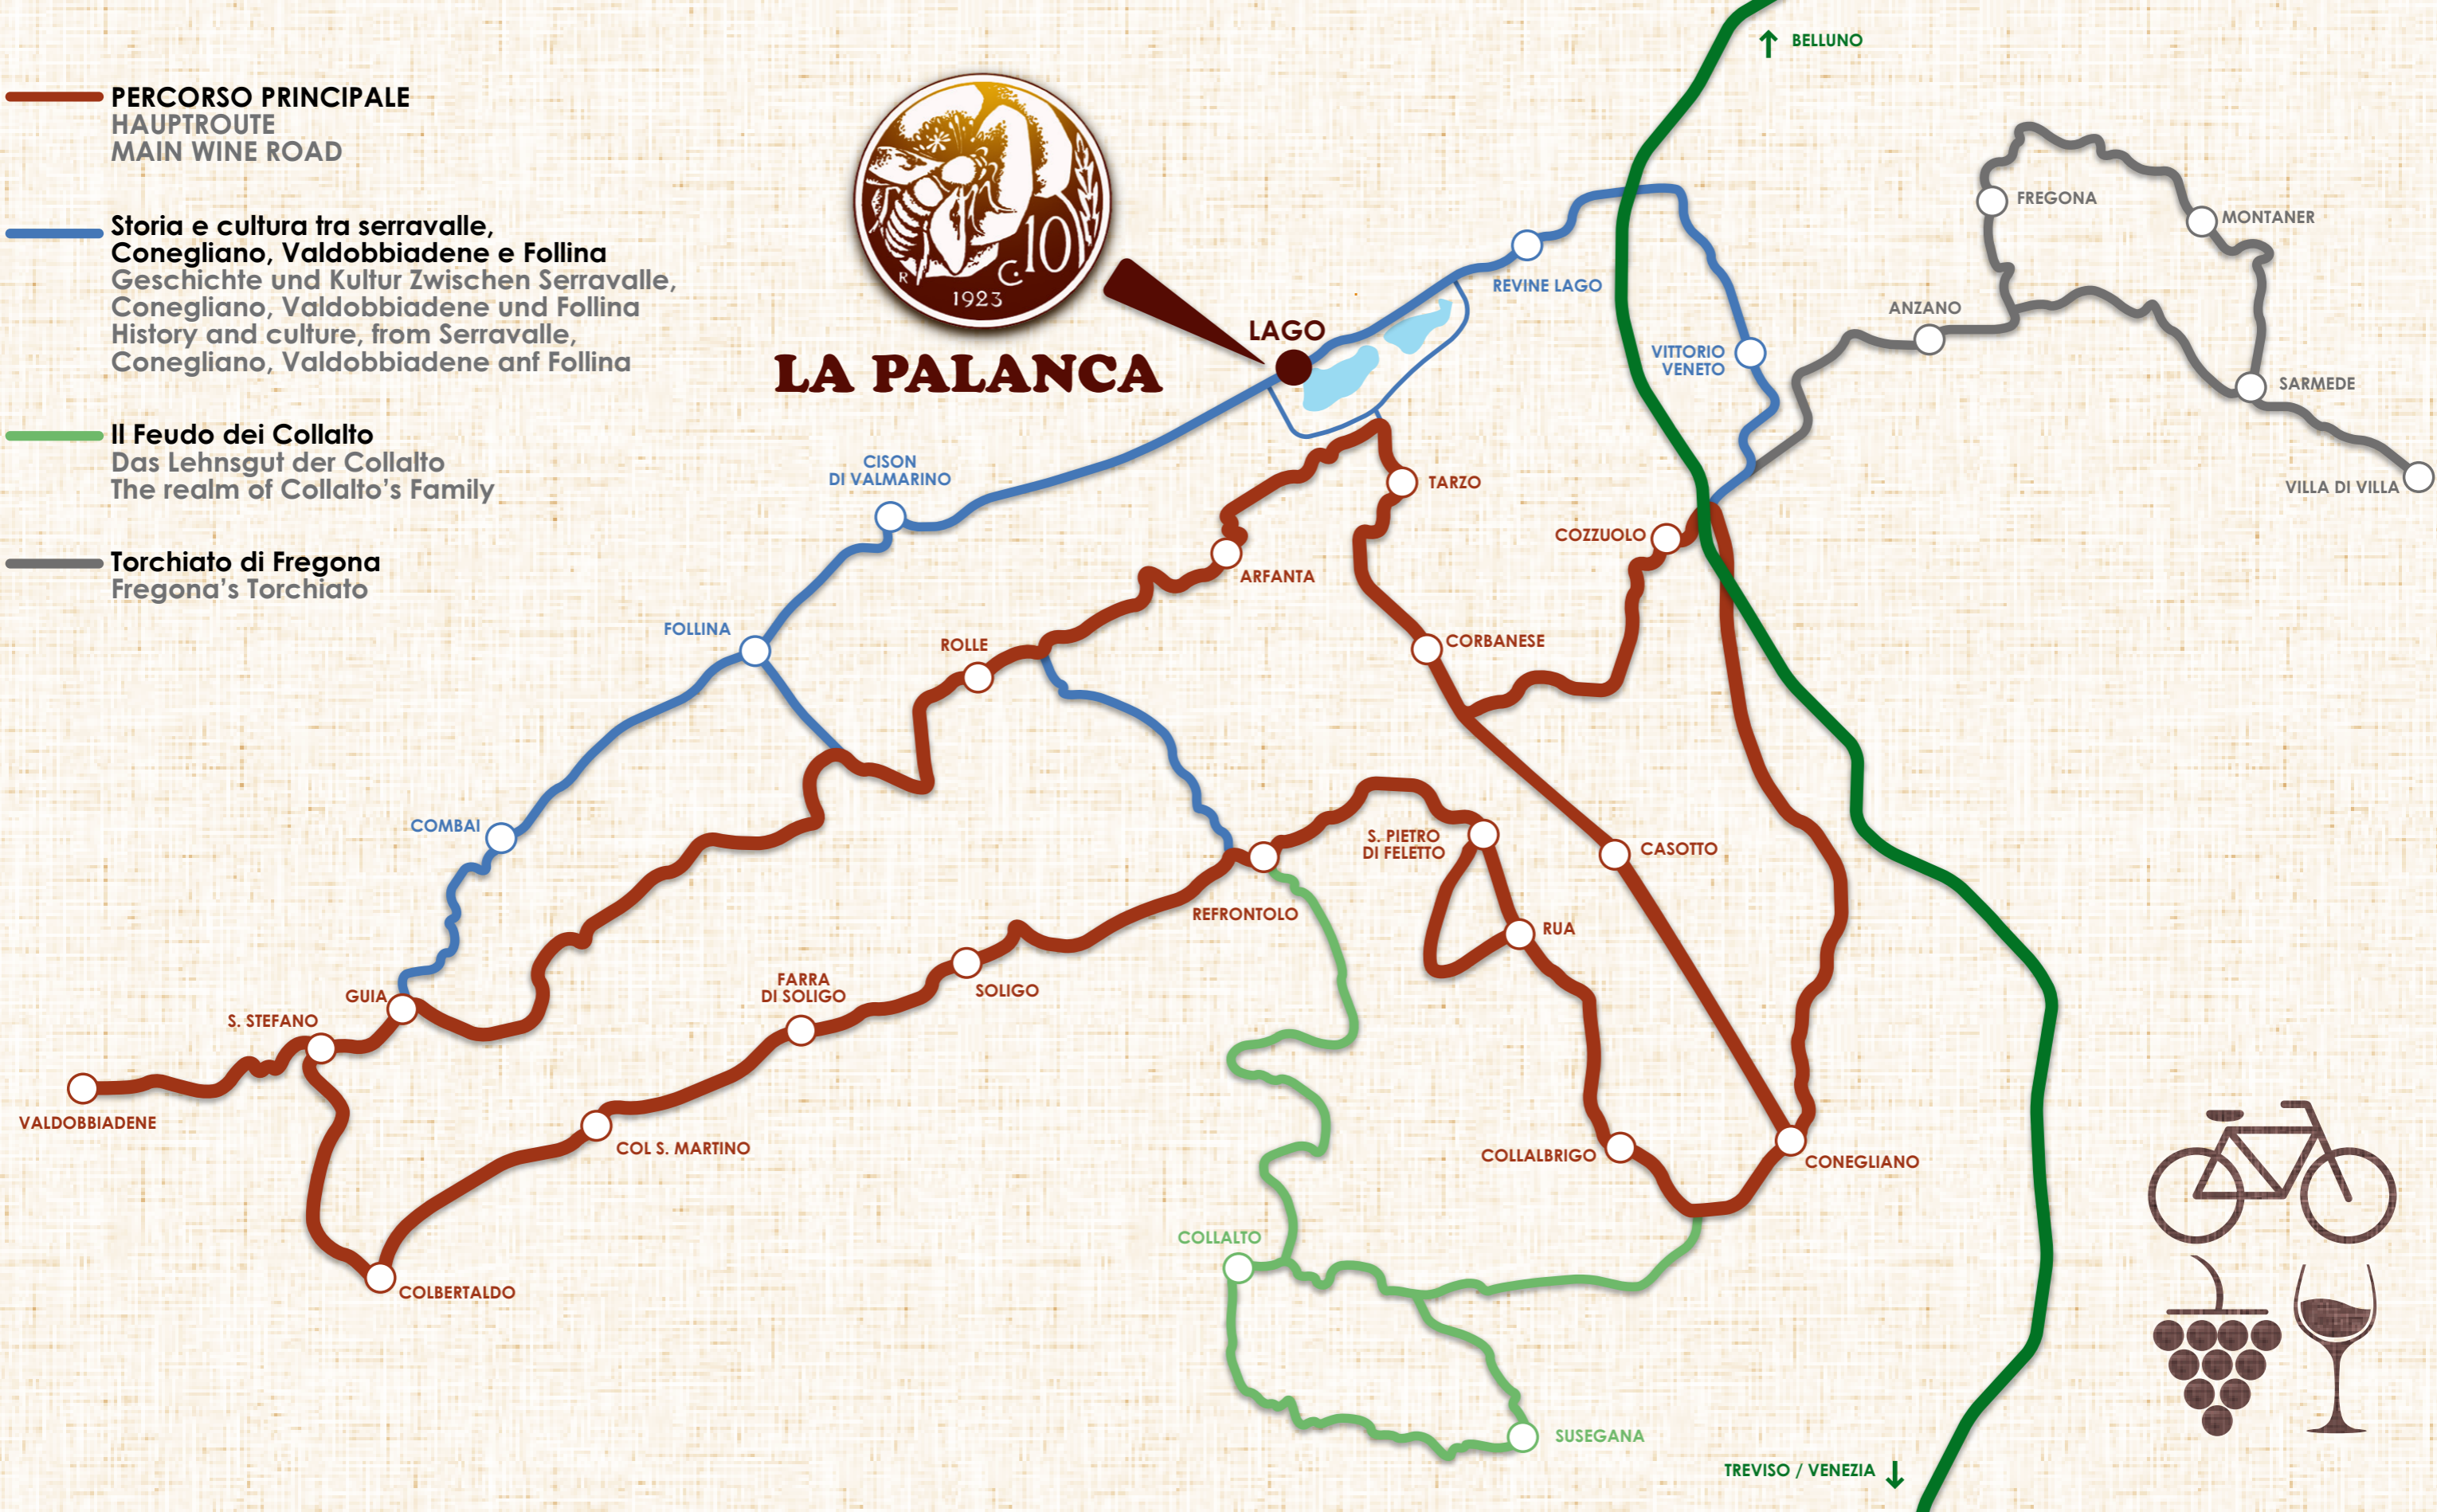 PERCORSO PRINCIPALE
HAUPTROUTE
MAIN WINE ROAD
Storia e cultura tra serravalle,
Conegliano, Valdobbiadene e Follina
Geschichte und Kultur Zwischen Serravalle,
Conegliano, Valdobbiadene und Follina
History and culture, from Serravalle,
Conegliano, Valdobbiadene anf Follina
Il Feudo dei Collalto
Das Lehnsgut der Collalto
The realm of Collalto's Family
Torchiato di Fregona
Fregona's Torchiato
R
C.10
1923
LA PALANCA
LAGO
BELLUNO
REVINE LAGO
VITTORIO
VENETO
FREGONA
MONTANER
ANZANO
SARMEDE
VILLA DI VILLA
CISON
DI VALMARINO
TARZO
COZZUOLO
ARFANTA
FOLLINA
ROLLE
CORBANESE
COMBAI
S. PIETRO
DI FELETTO
CASOTTO
REFRONTOLO
RUA
GUIA
FARRA
DI SOLIGO
SOLIGO
S. STEFANO
VALDOBBIADENE
COL S. MARTINO
COLLALBRIGO
CONEGLIANO
COLLALTO
COLBERTALDO
SUSEGANA
TREVISO / VENEZIA